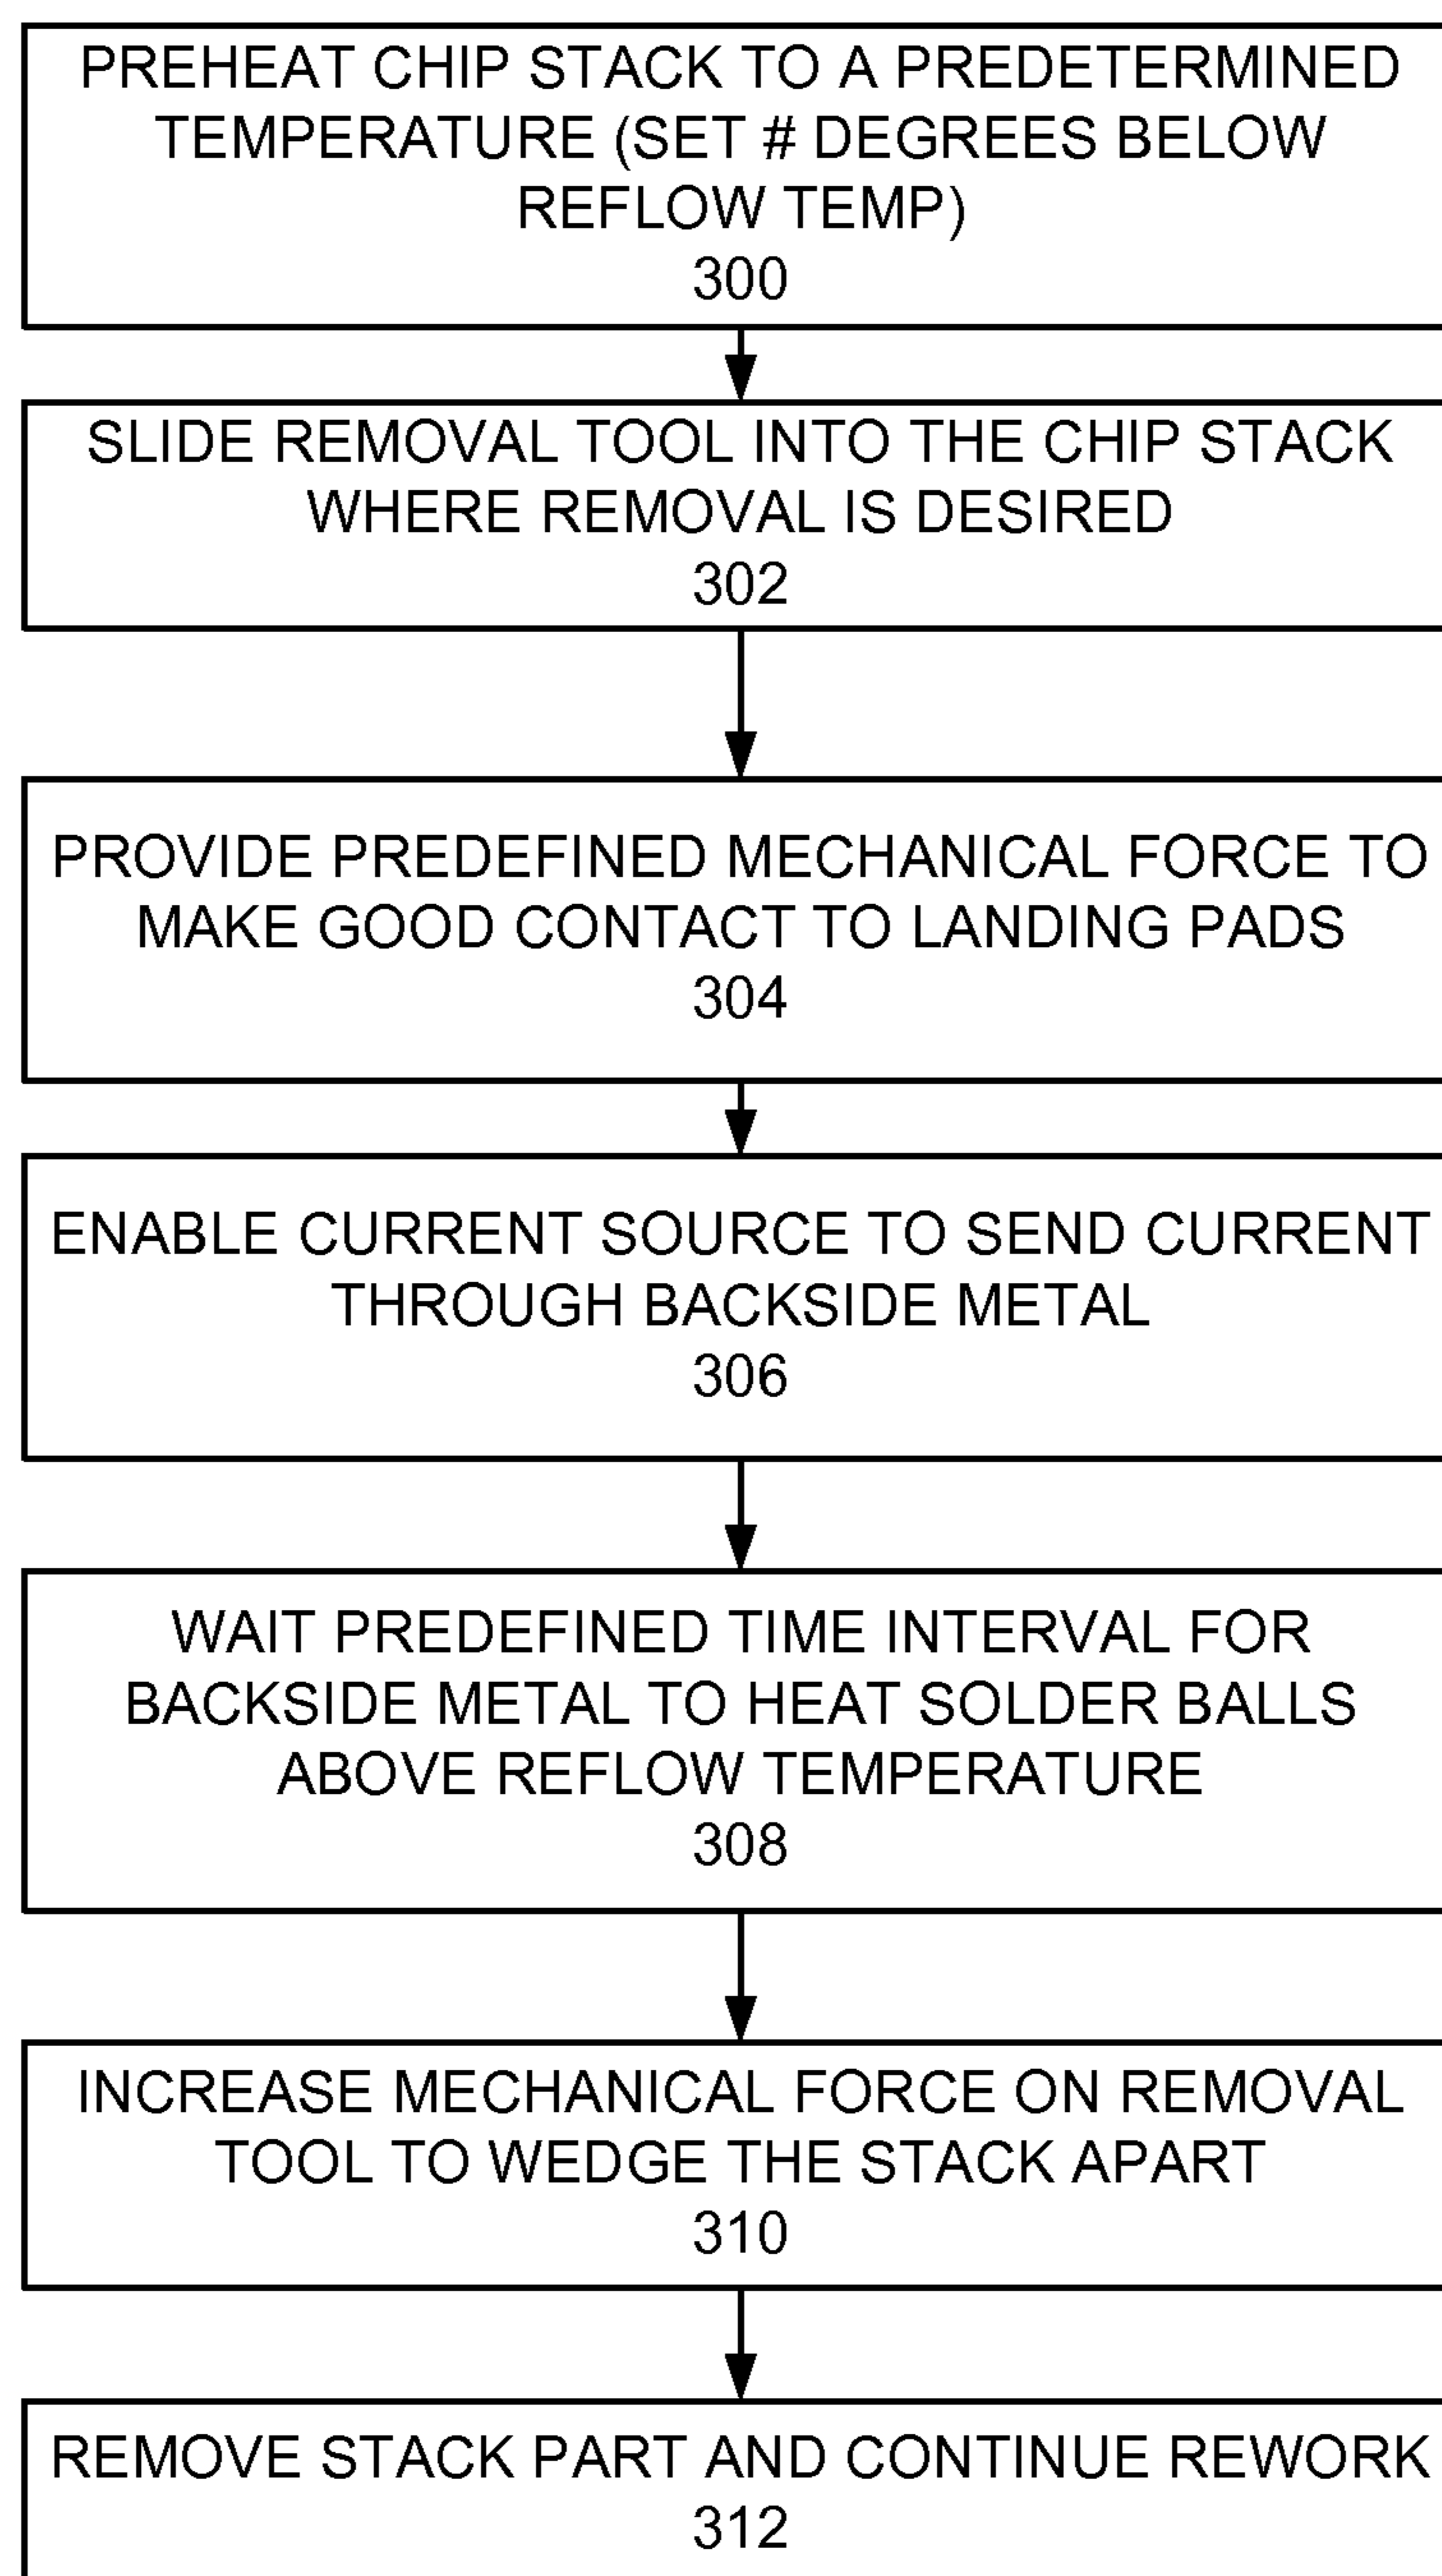 PREHEAT CHIP STACK TO A PREDETERMINED
TEMPERATURE (SET # DEGREES BELOW
REFLOW TEMP)
300
SLIDE REMOVAL TOOL INTO THE CHIP STACK
WHERE REMOVAL IS DESIRED
302
PROVIDE PREDEFINED MECHANICAL FORCE TO
MAKE GOOD CONTACT TO LANDING PADS
304
ENABLE CURRENT SOURCE TO SEND CURRENT
THROUGH BACKSIDE METAL
306
WAIT PREDEFINED TIME INTERVAL FOR
BACKSIDE METAL TO HEAT SOLDER BALLS
ABOVE REFLOW TEMPERATURE
308
INCREASE MECHANICAL FORCE ON REMOVAL
TOOL TO WEDGE THE STACK APART
310
REMOVE STACK PART AND CONTINUE REWORK
312